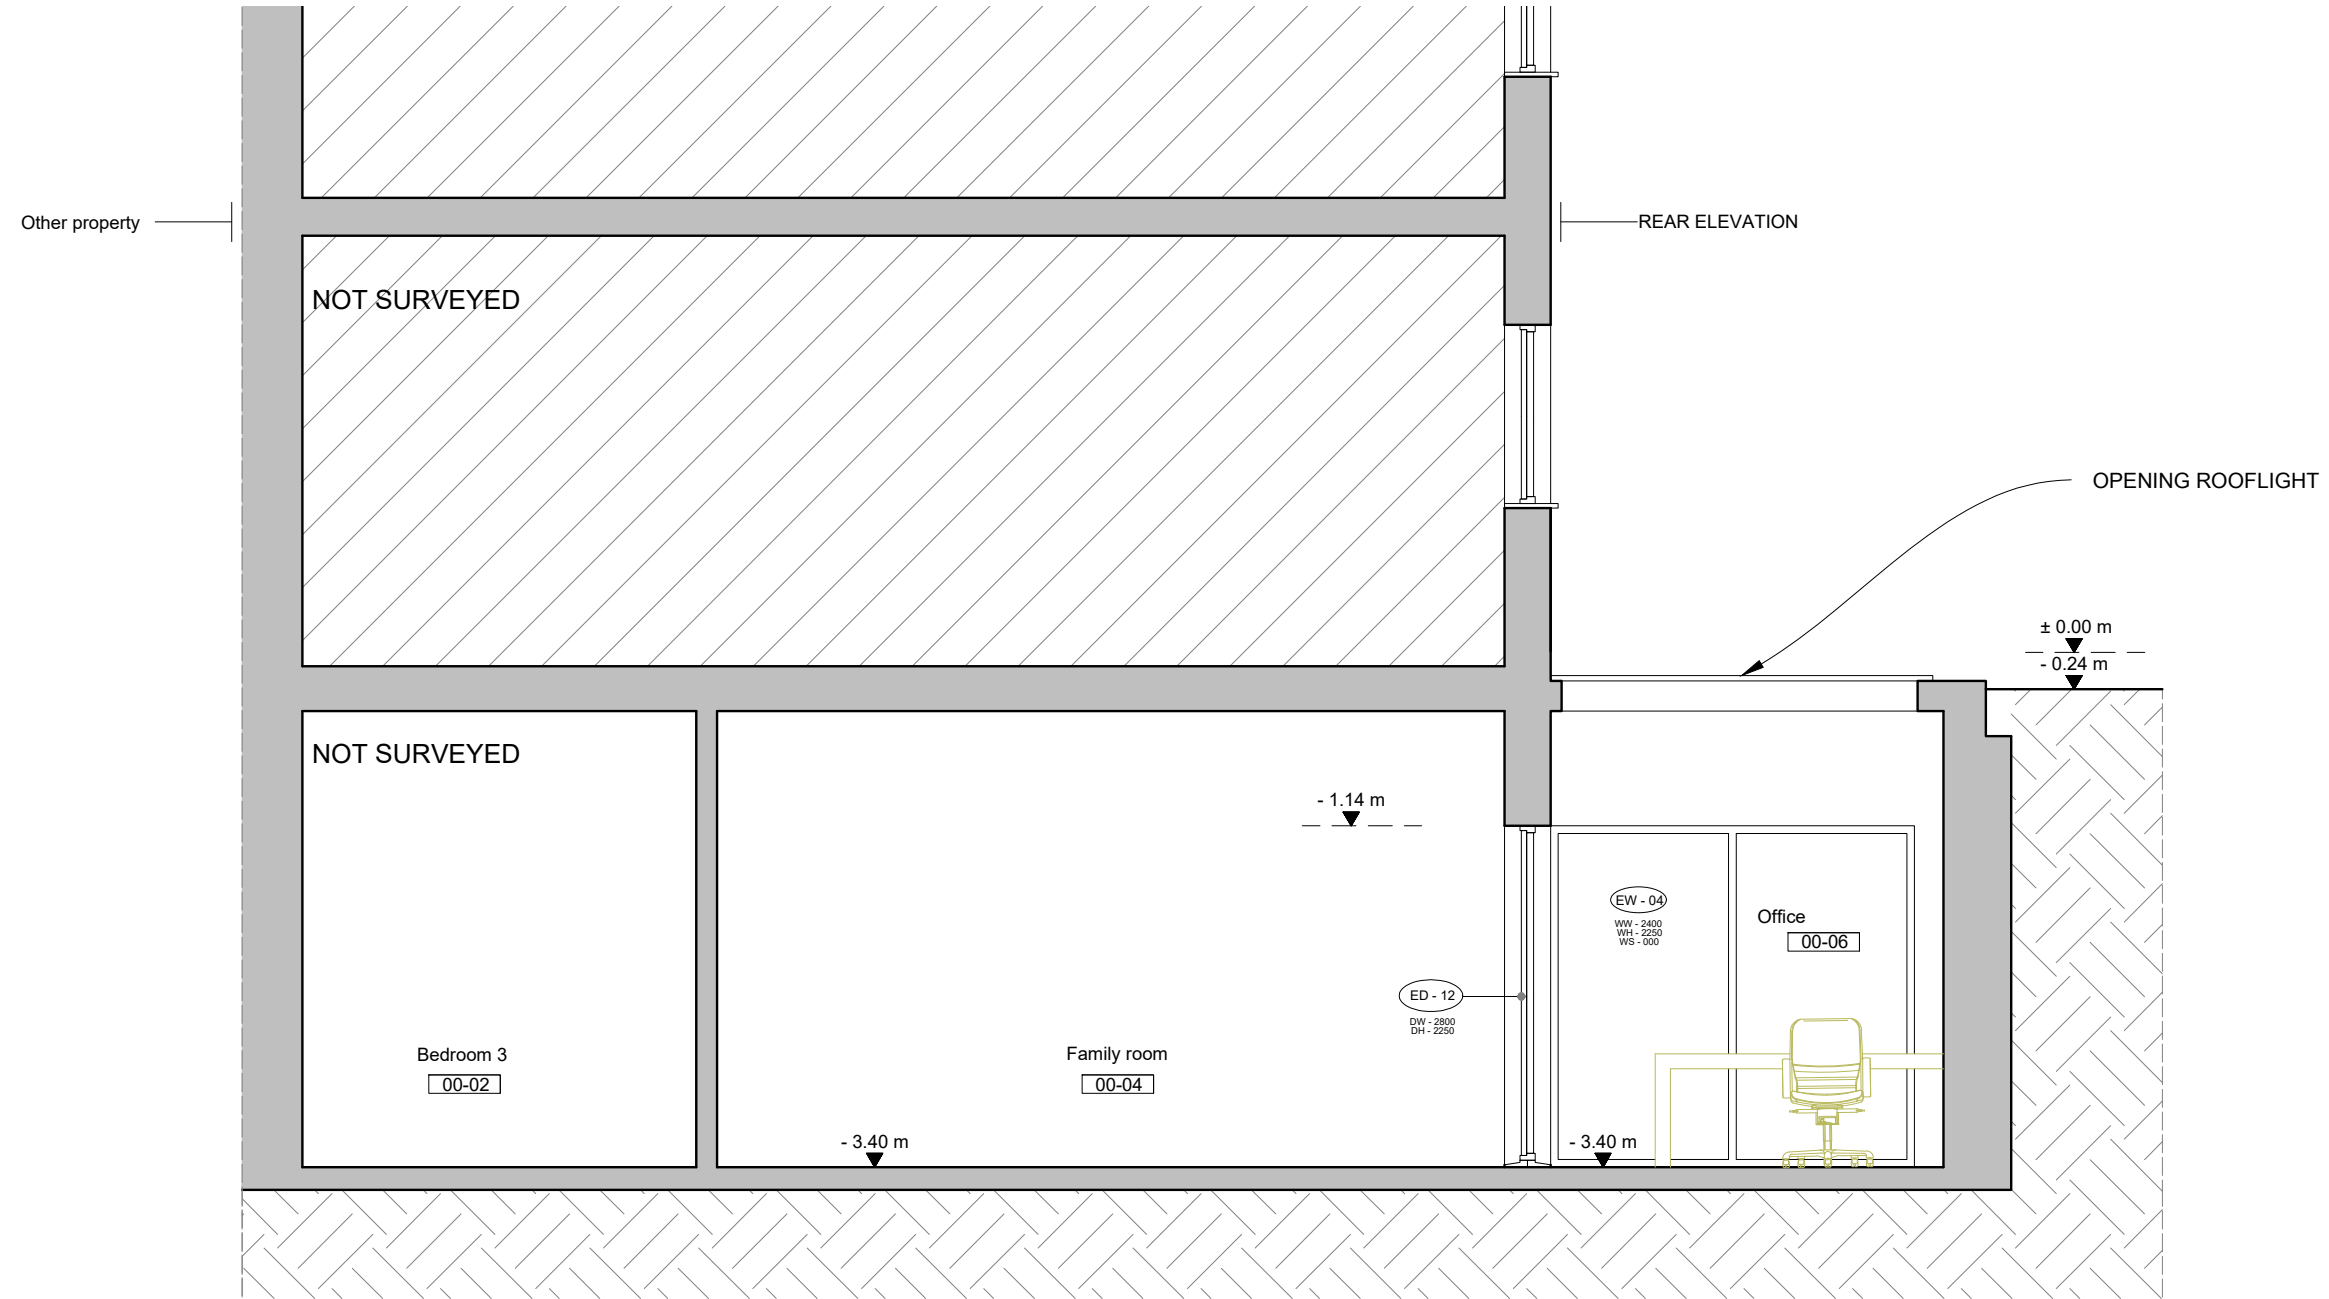 Other property
REAR ELEVATION
NOT SURVEYED
OPENING ROOFLIGHT
± 0.00 m
- 0.24 m
NOT SURVEYED
- 1.14 m
EW - 04
WW - 2400
WH - 2250
WS - 000
Office
00-06
ED - 12
DW - 2800
DH - 2250
Bedroom 3
00-02
Family room
00-04
- 3.40 m
- 3.40 m